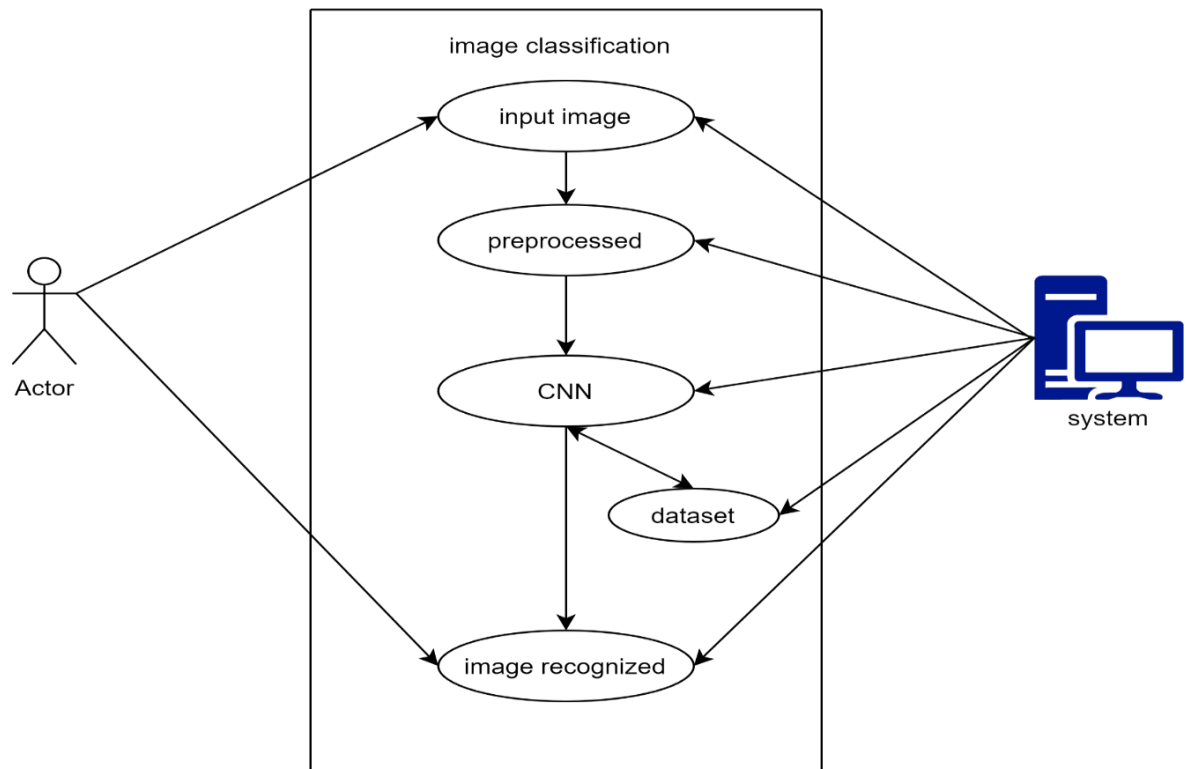 image classification
input image
preprocessed
Actor
CNN
system
dataset
image recognized